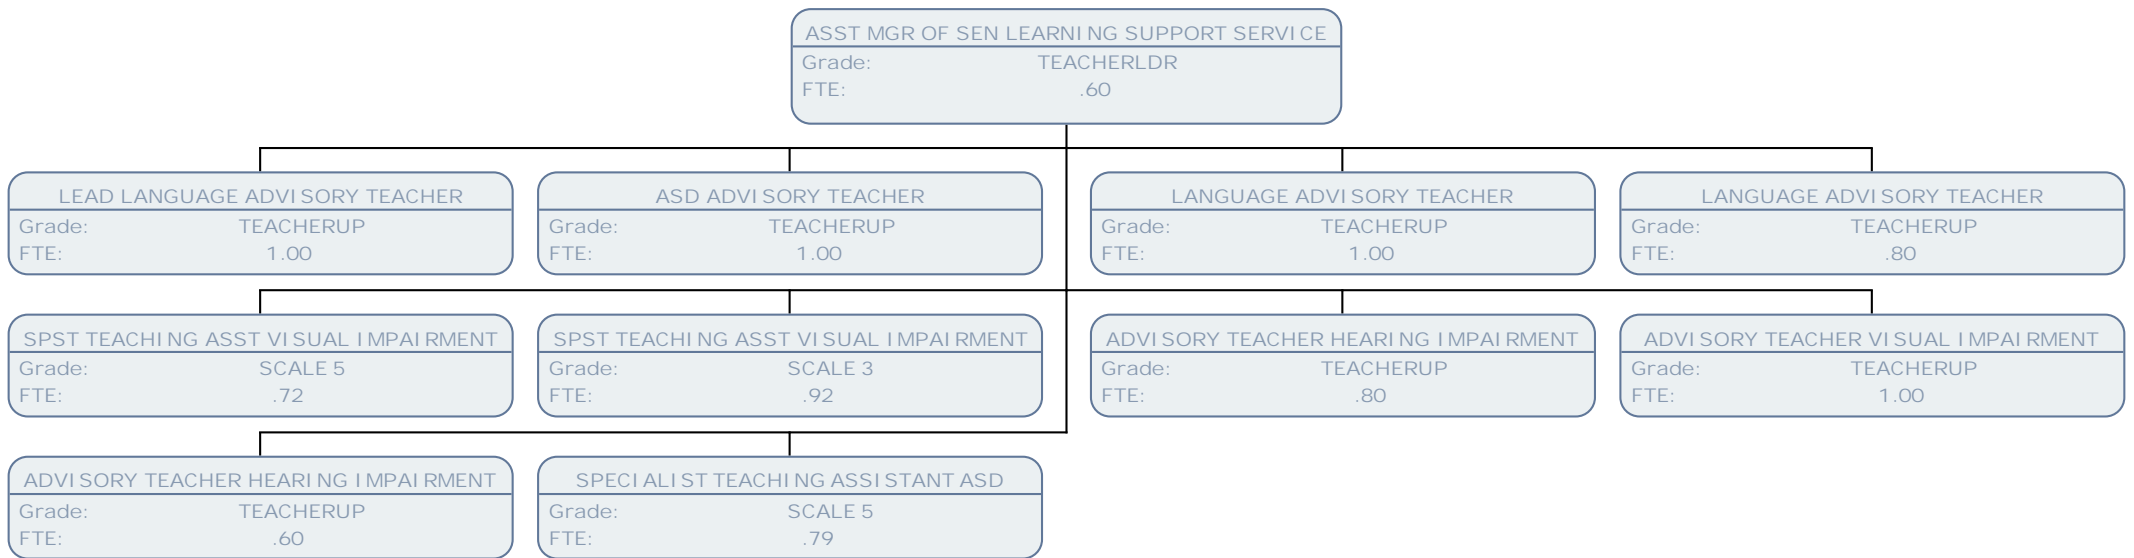 ASST MGR OF SEN LEARNING SUPPORT SERVICE
Grade: TEACHERLDR
FTE: .60
LEAD LANGUAGE ADVISORY TEACHER
Grade: TEACHERUP
FTE: 1.00
ASD ADVISORY TEACHER
Grade: TEACHERUP
FTE: 1.00
LANGUAGE ADVISORY TEACHER
Grade: TEACHERUP
FTE: 1.00
LANGUAGE ADVISORY TEACHER
Grade: TEACHERUP
FTE: .80
SPST TEACHING ASST VISUAL IMPAIRMENT
Grade: SCALE 5
FTE: .72
SPST TEACHING ASST VISUAL IMPAIRMENT
Grade: SCALE 3
FTE: .92
ADVISORY TEACHER HEARING IMPAIRMENT
Grade: TEACHERUP
FTE: .80
ADVISORY TEACHER VISUAL IMPAIRMENT
Grade: TEACHERUP
FTE: 1.00
ADVISORY TEACHER HEARING IMPAIRMENT
Grade: TEACHERUP
FTE: .60
SPECIALIST TEACHING ASSISTANT ASD
Grade: SCALE 5
FTE: .79